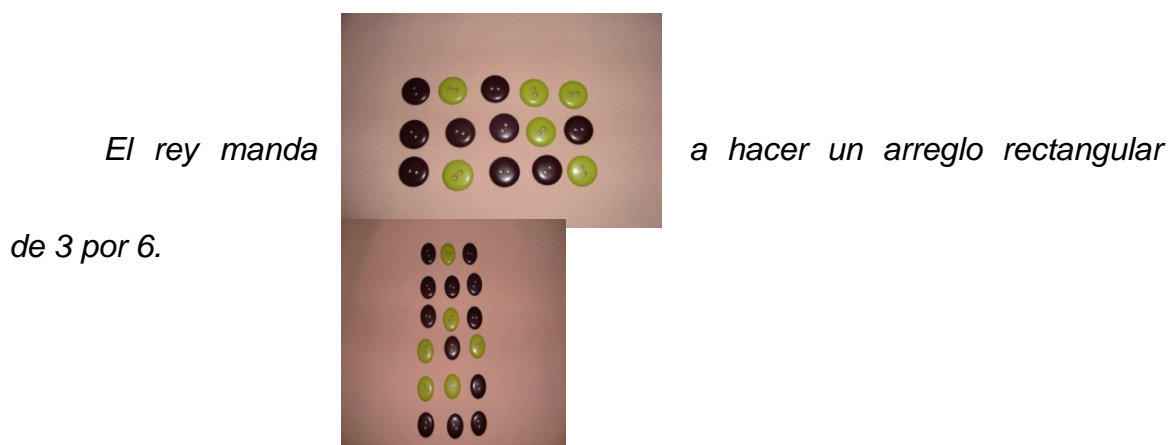 El rey manda a hacer un arreglo rectangular
de 3 por 6.